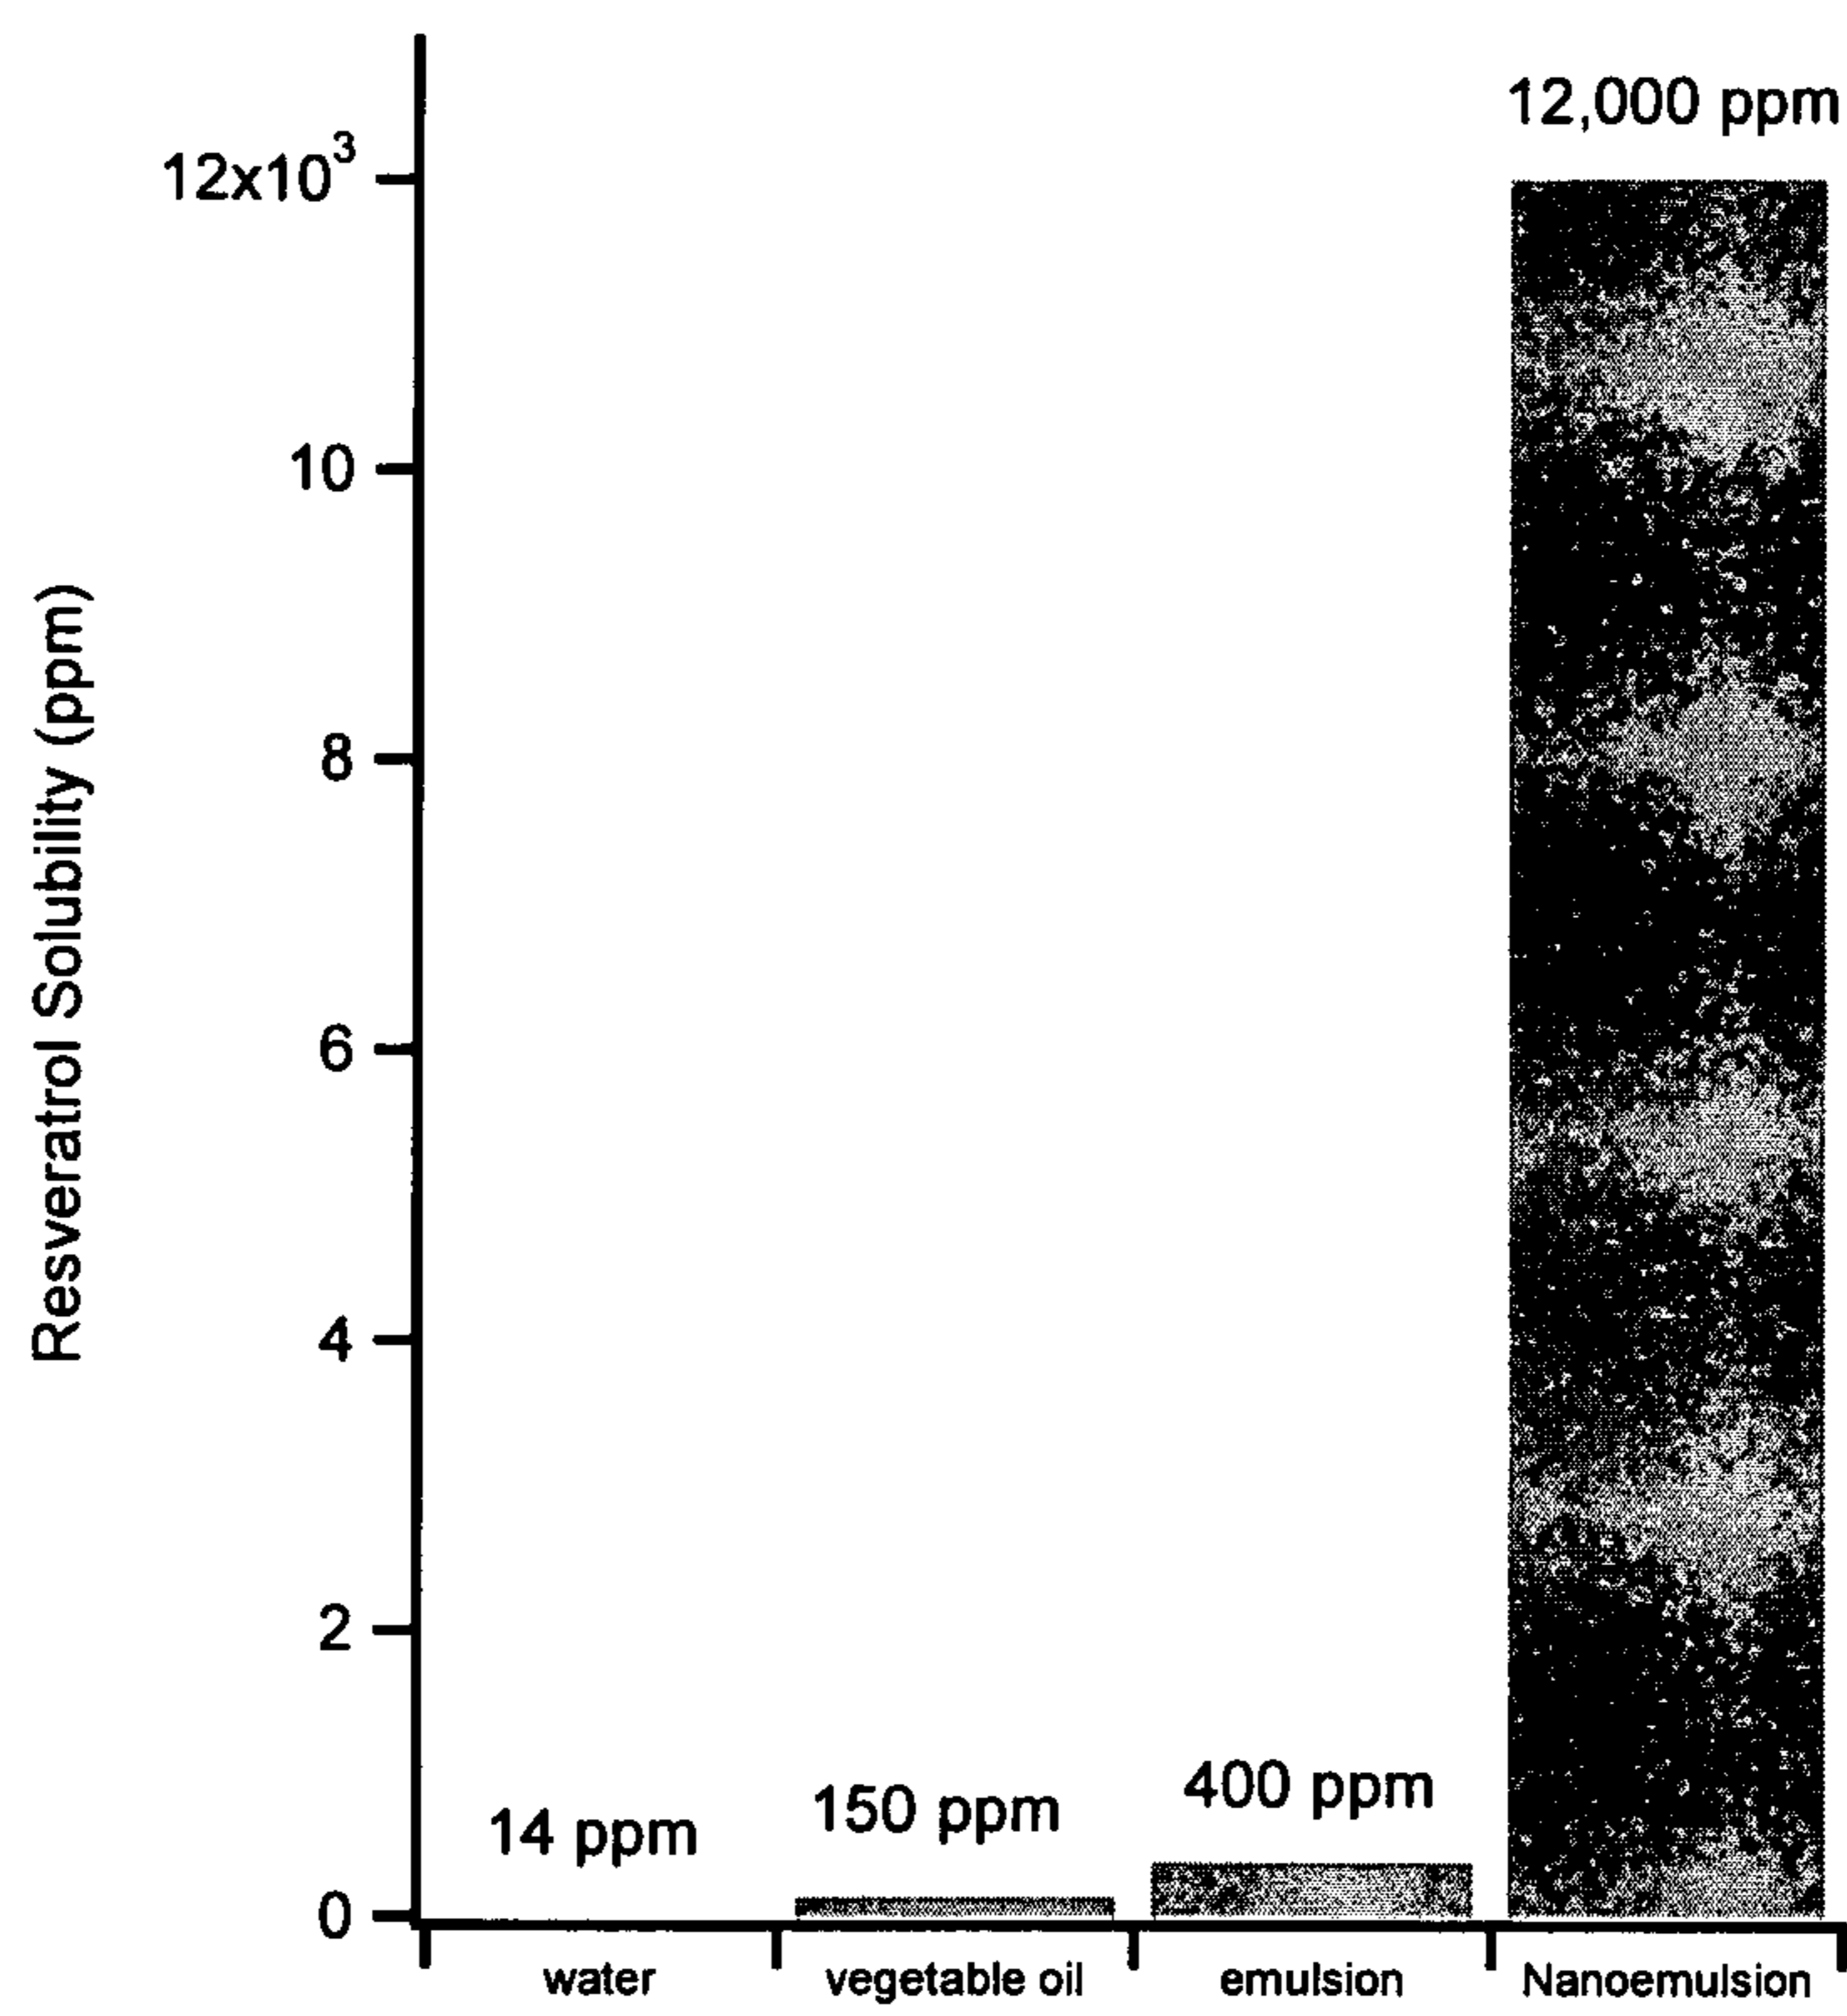 Resveratrol Solubility (ppm)
12x10³
10
8
6
4
2
0
12,000 ppm
400 ppm
150 ppm
14 ppm
water
vegetable oil
emulsion
Nanoemulsion